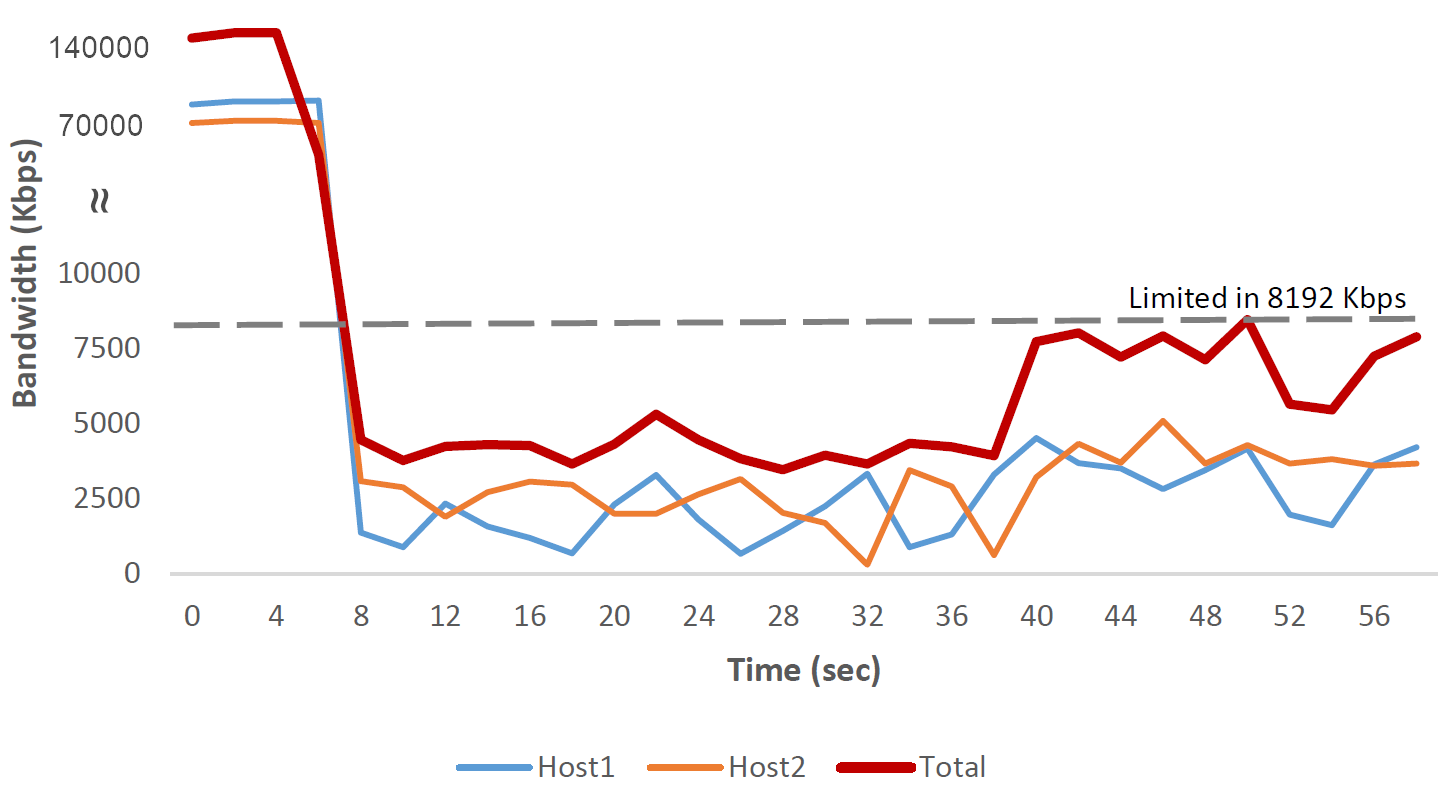 140000
70000
≈
10000
7500
5000
2500
0
Bandwidth (Kbps)
Limited in 8192 Kbps
0 4 8 12 16 20 24 28 32 36 40 44 48 52 56
Time (sec)
Host1 Host2 Total